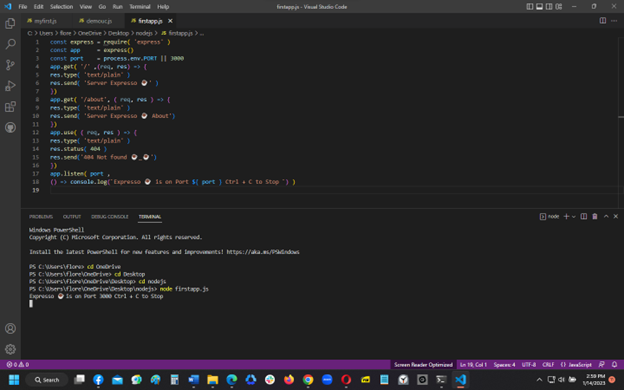 File Edit Selection View Go Run Terminal Help
firstapp.js - Visual Studio Code
myfirst.js
democur.js
firstapp.js
C: > Users > flore > OneDrive > Desktop > nodejs > firstapp.js > ...
1 const express = require( 'express' )
2 const app = express()
3 const port = process.env.PORT || 3000
4 app.get( '/' ,(req, res) => {
5 res.type( 'text/plain' )
6 res.send( 'Server Expresso ☕ ' )
7 })
8 app.get( '/about', ( req, res ) => {
9 res.type( 'text/plain' )
10 res.send( 'Server Expresso ☕ About')
11 })
12 app.use( ( req, res ) => {
13 res.type( 'text/plain' )
14 res.status( 404 )
15 res.send('404 Not found ☕_☕')
16 })
17 app.listen( port ,
18 () => console.log(`Expresso ☕ is on Port ${ port } Ctrl + C to Stop `) )
19
PROBLEMS OUTPUT DEBUG CONSOLE TERMINAL
node
Windows PowerShell
Copyright (C) Microsoft Corporation. All rights reserved.
Install the latest PowerShell for new features and improvements! https://aka.ms/PSWindows
PS C:\Users\flore> cd OneDrive
PS C:\Users\flore\OneDrive> cd Desktop
PS C:\Users\flore\OneDrive\Desktop> cd nodejs
PS C:\Users\flore\OneDrive\Desktop\nodejs> node firstapp.js
Expresso ☕ is on Port 3000 Ctrl + C to Stop
0 0
Screen Reader Optimized
Ln 19, Col 1
Spaces: 4
UTF-8
CRLF
{} JavaScript
Search
2:59 PM
1/14/2023